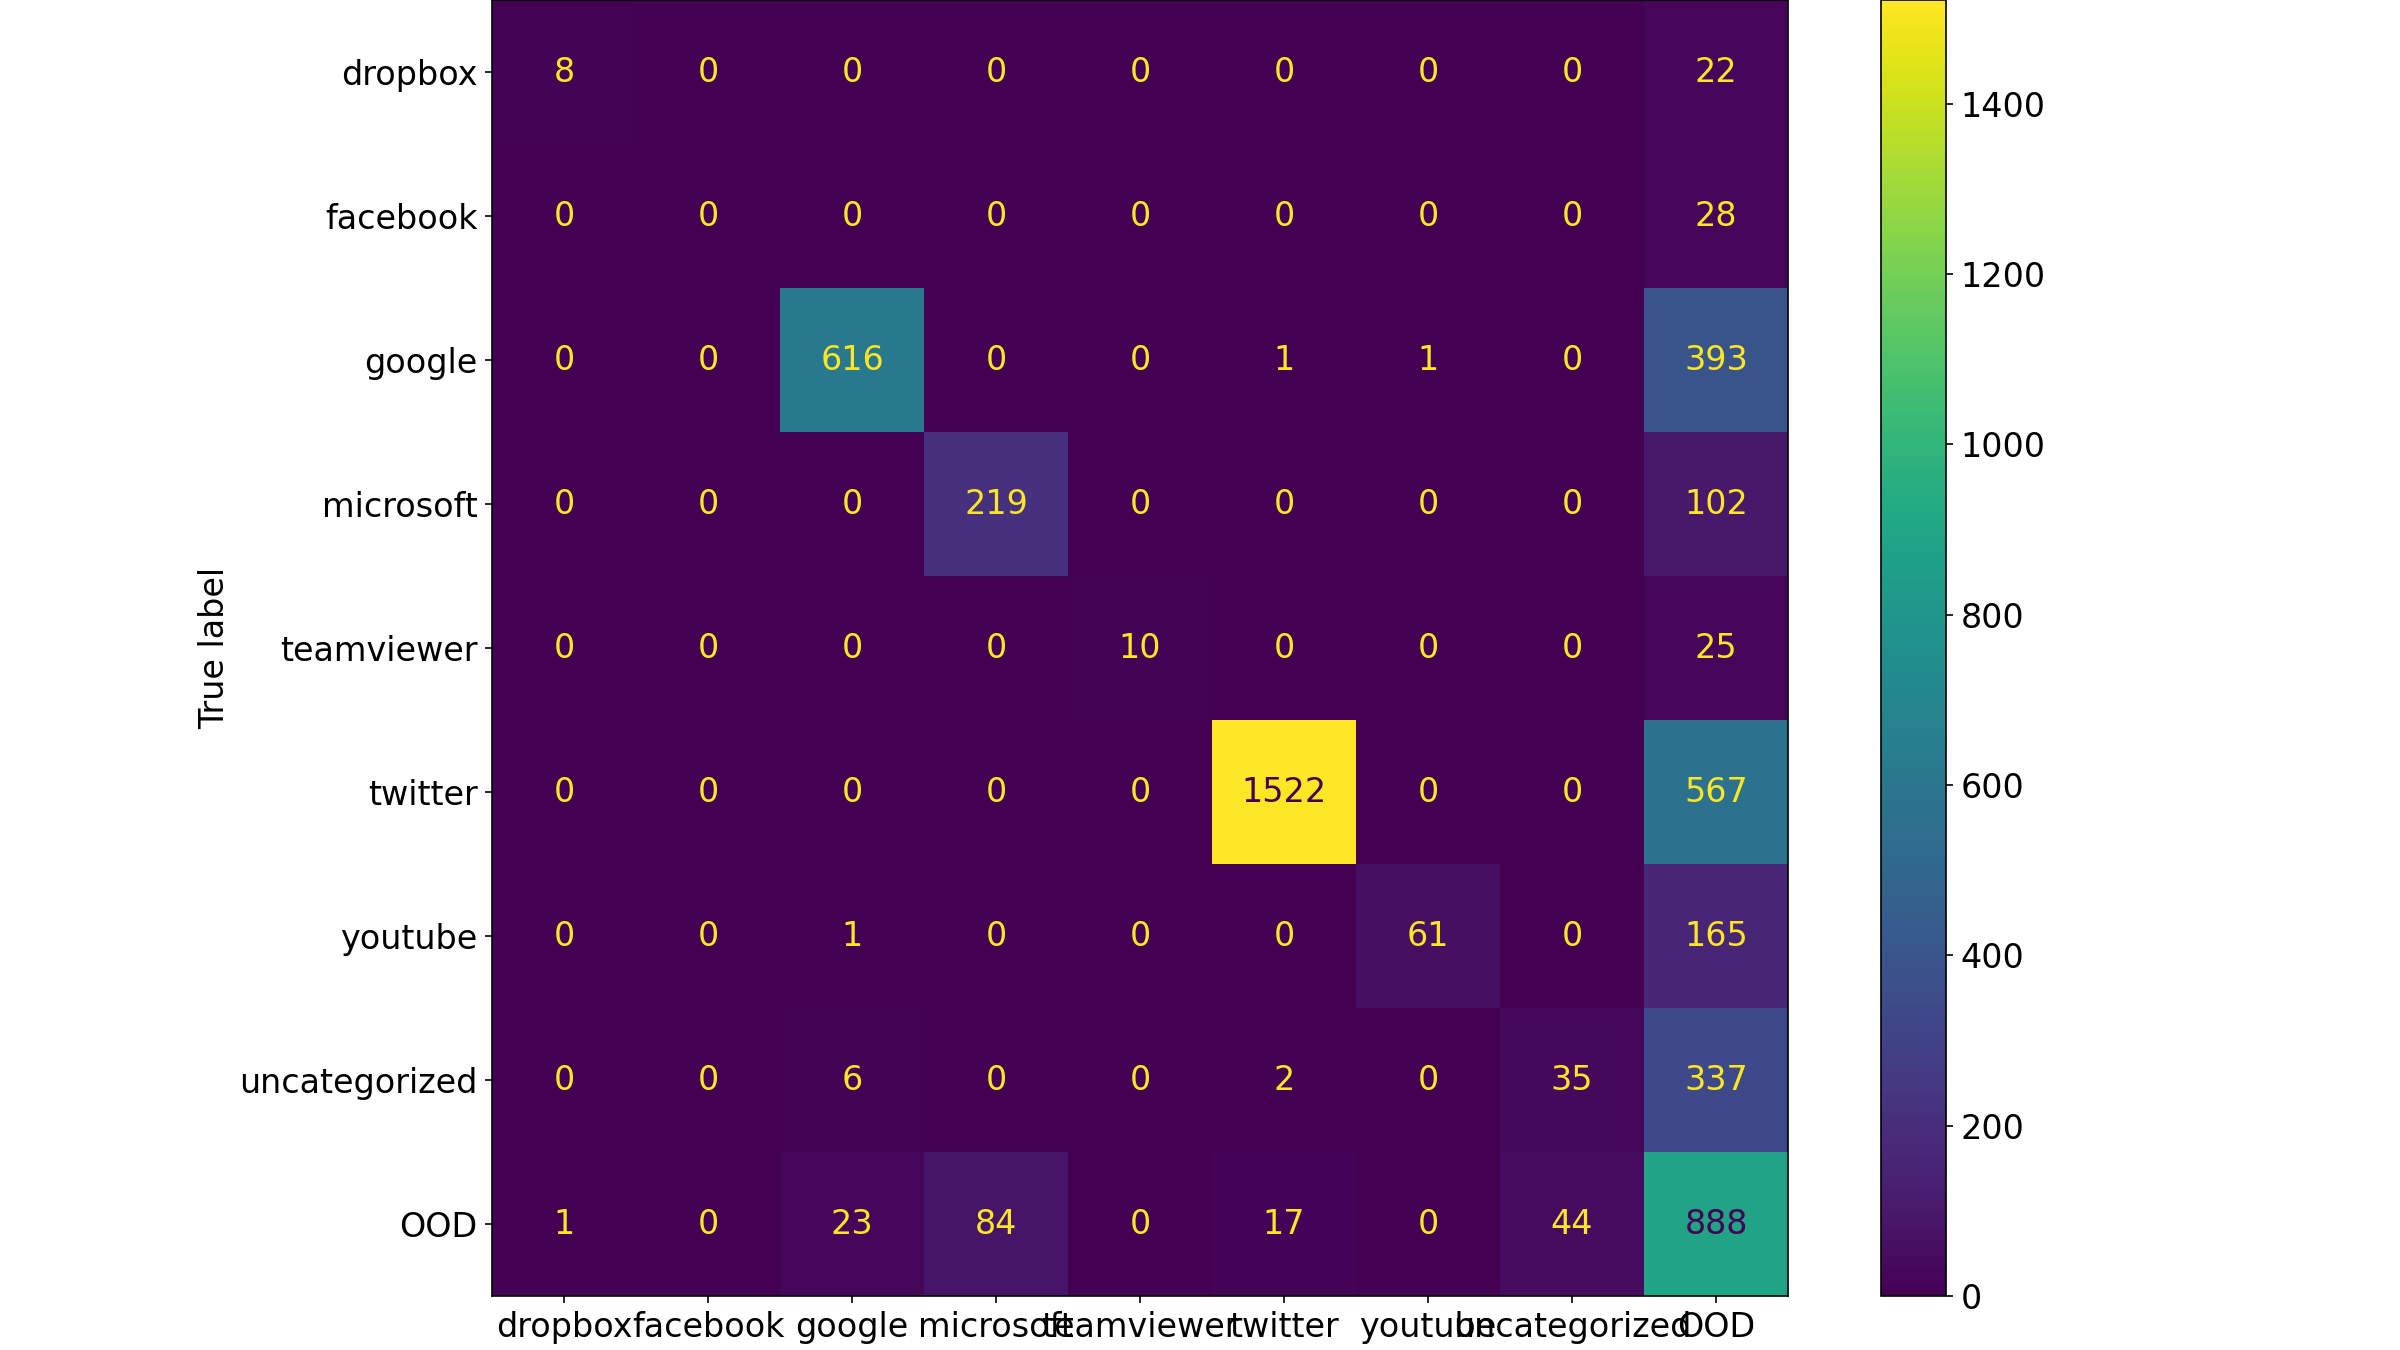 dropbox 8 0 0 0 0 0 0 0 22
facebook 0 0 0 0 0 0 0 0 28
google 0 0 616 0 0 1 1 0 393
microsoft 0 0 0 219 0 0 0 0 102
teamviewer 0 0 0 0 10 0 0 0 25
twitter 0 0 0 0 0 1522 0 0 567
youtube 0 0 1 0 0 0 61 0 165
uncategorized 0 0 6 0 0 2 0 35 337
OOD 1 0 23 84 0 17 0 44 888
dropbox facebook google microsoft teamviewer twitter youtube uncategorized OOD
True label
1400
1200
1000
800
600
400
200
0